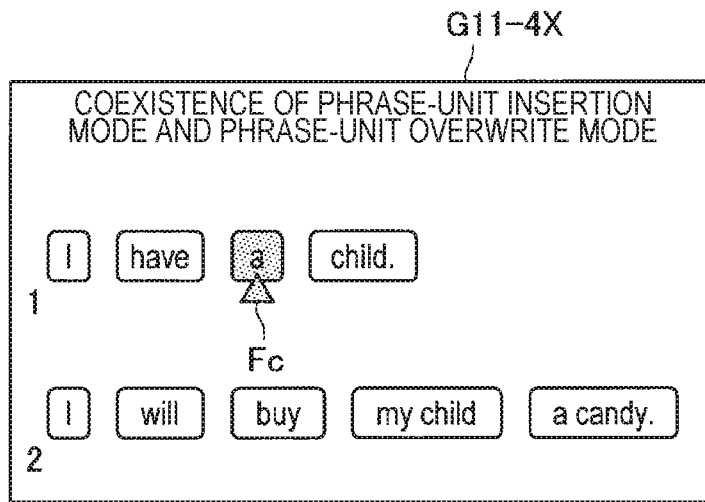 G11-4X
COEXISTENCE OF PHRASE-UNIT INSERTION
MODE AND PHRASE-UNIT OVERWRITE MODE
I have a child.
1
Fc
I will buy my child a candy.
2